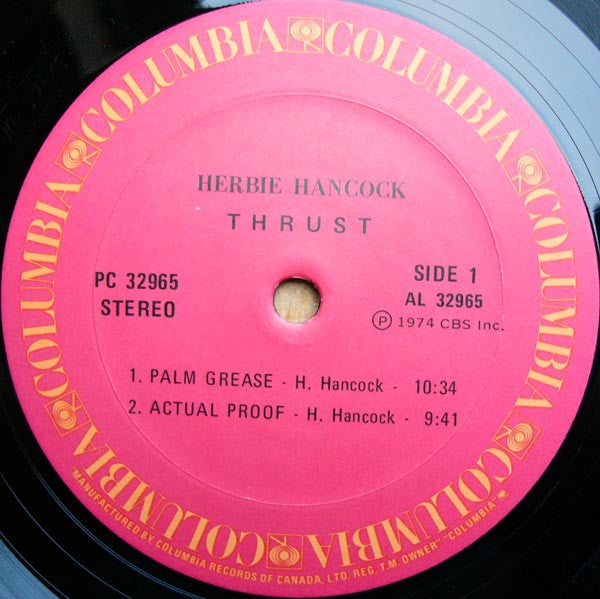 COLUMBIA COLUMBIA COLUMBIA COLUMBIA COLUMBIA COLUMBIA
HERBIE HANCOCK
THRUST
PC 32965
STEREO
SIDE 1
AL 32965
Ⓟ 1974 CBS Inc.
1. PALM GREASE - H. Hancock - 10:34
2. ACTUAL PROOF - H. Hancock - 9:41
"MANUFACTURED BY COLUMBIA RECORDS OF CANADA, LTD. REG. T.M. OWNER" "COLUMBIA"